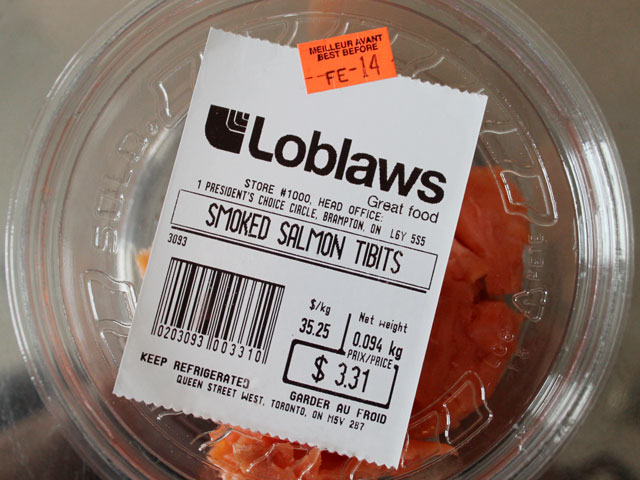 MEILLEUR AVANT
BEST BEFORE
FE-14
Loblaws
Great food
STORE #1000, HEAD OFFICE:
1 PRESIDENT'S CHOICE CIRCLE, BRAMPTON, ON L6Y 5S5
SMOKED SALMON TIBITS
3093
$/kg Net weight
35.25 0.094 kg
PRIX/PRICE
$ 3.31
0203093 003310
KEEP REFRIGERATED GARDER AU FROID
QUEEN STREET WEST, TORONTO, ON M5V 2B7